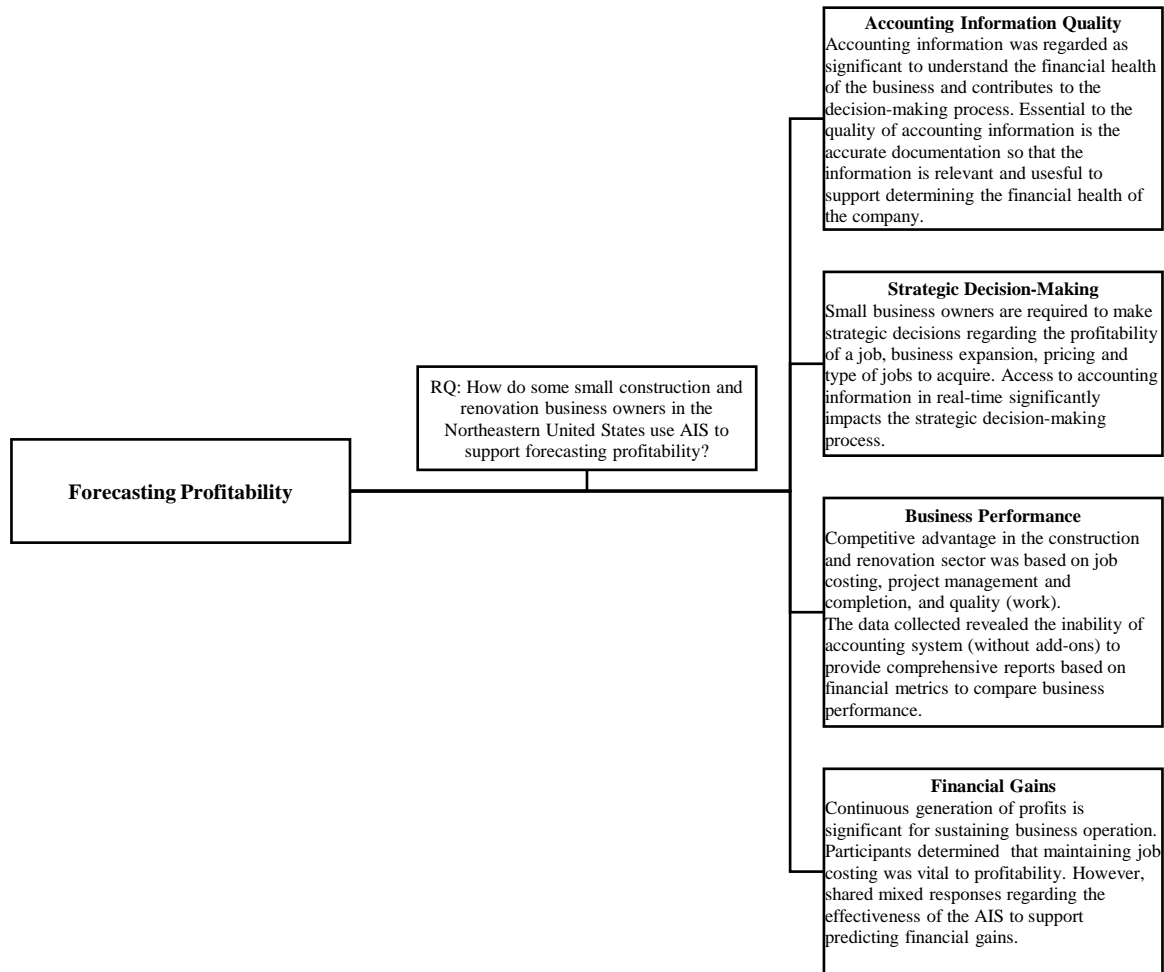 Forecasting Profitability
RQ: How do some small construction and
renovation business owners in the
Northeastern United States use AIS to
support forecasting profitability?
Accounting Information Quality
Accounting information was regarded as
significant to understand the financial health
of the business and contributes to the
decision-making process. Essential to the
quality of accounting information is the
accurate documentation so that the
information is relevant and usesful to
support determining the financial health of
the company.
Strategic Decision-Making
Small business owners are required to make
strategic decisions regarding the profitability
of a job, business expansion, pricing and
type of jobs to acquire. Access to accounting
information in real-time significantly
impacts the strategic decision-making
process.
Business Performance
Competitive advantage in the construction
and renovation sector was based on job
costing, project management and
completion, and quality (work).
The data collected revealed the inability of
accounting system (without add-ons) to
provide comprehensive reports based on
financial metrics to compare business
performance.
Financial Gains
Continuous generation of profits is
significant for sustaining business operation.
Participants determined that maintaining job
costing was vital to profitability. However,
shared mixed responses regarding the
effectiveness of the AIS to support
predicting financial gains.